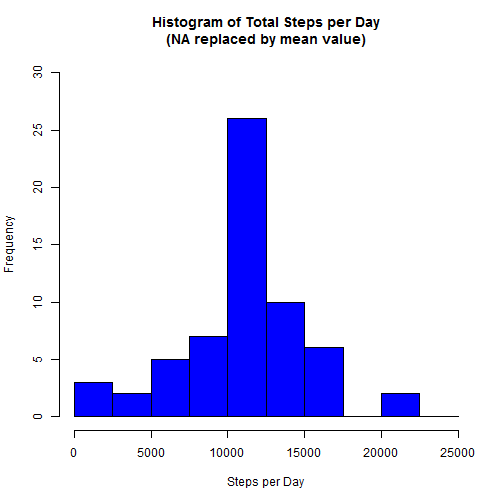 Histogram of Total Steps per Day
(NA replaced by mean value)
Frequency
30
25
20
15
10
5
0
0 5000 10000 15000 20000 25000
Steps per Day